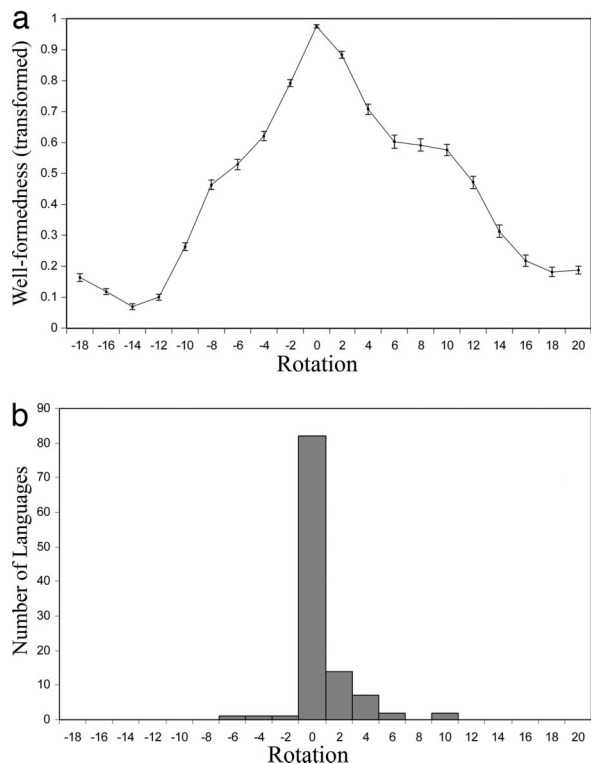 a
Well-formedness (transformed)
1
0.9
0.8
0.7
0.6
0.5
0.4
0.3
0.2
0.1
0
-18 -16 -14 -12 -10 -8 -6 -4 -2 0 2 4 6 8 10 12 14 16 18 20
Rotation
b
Number of Languages
90
80
70
60
50
40
30
20
10
0
-18 -16 -14 -12 -10 -8 -6 -4 -2 0 2 4 6 8 10 12 14 16 18 20
Rotation